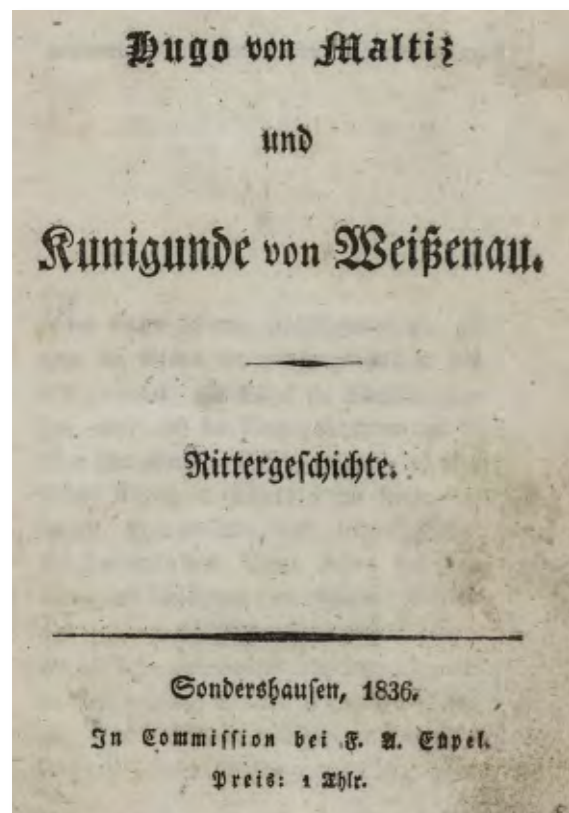 Hugo von Maltiz
und
Kunigunde von Weißenau.
Rittergeſchichte.
Sondershauſen, 1836.
In Commiſſion bei F. A. Eupel.
Preis: 1 Thlr.